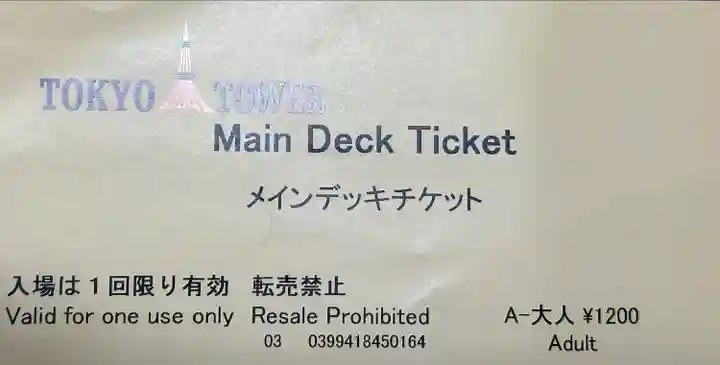 TOKYO TOWER
Main Deck Ticket
メインデッキチケット
入場は1回限り有効 転売禁止
Valid for one use only Resale Prohibited A-大人 ¥1200
03 0399418450164 Adult